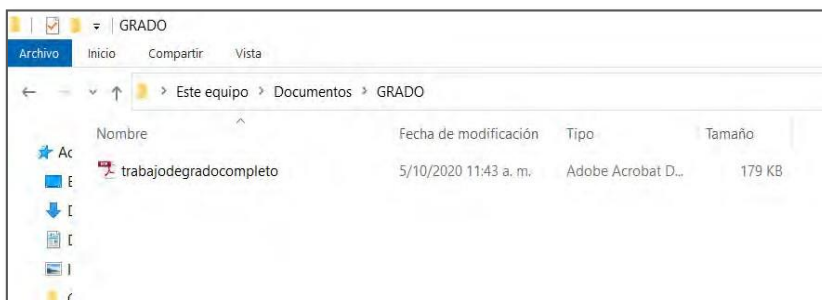 GRADO
Archivo Inicio Compartir Vista
Este equipo > Documentos > GRADO
Nombre Fecha de modificación Tipo Tamaño
trabajodegradocompleto 5/10/2020 11:43 a. m. Adobe Acrobat D... 179 KB